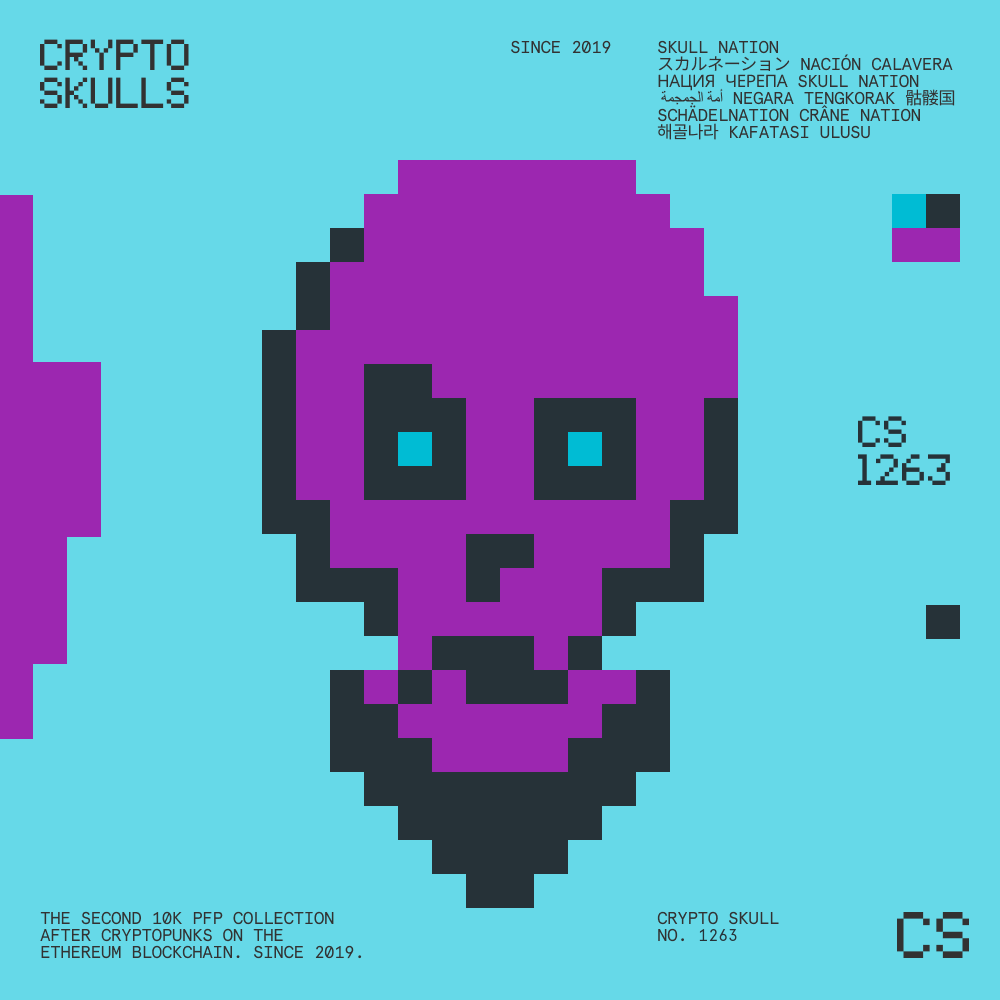 CRYPTO
SKULLS
SINCE 2019
SKULL NATION
スカルネーション NACIÓN CALAVERA
НАЦИЯ ЧЕРЕПА SKULL NATION
أمة الجمجمة NEGARA TENGKORAK 骷髅国
SCHÄDELNATION CRÂNE NATION
해골나라 KAFATASI ULUSU
CS
1263
THE SECOND 10K PFP COLLECTION
AFTER CRYPTOPUNKS ON THE
ETHEREUM BLOCKCHAIN. SINCE 2019.
CRYPTO SKULL
NO. 1263
CS